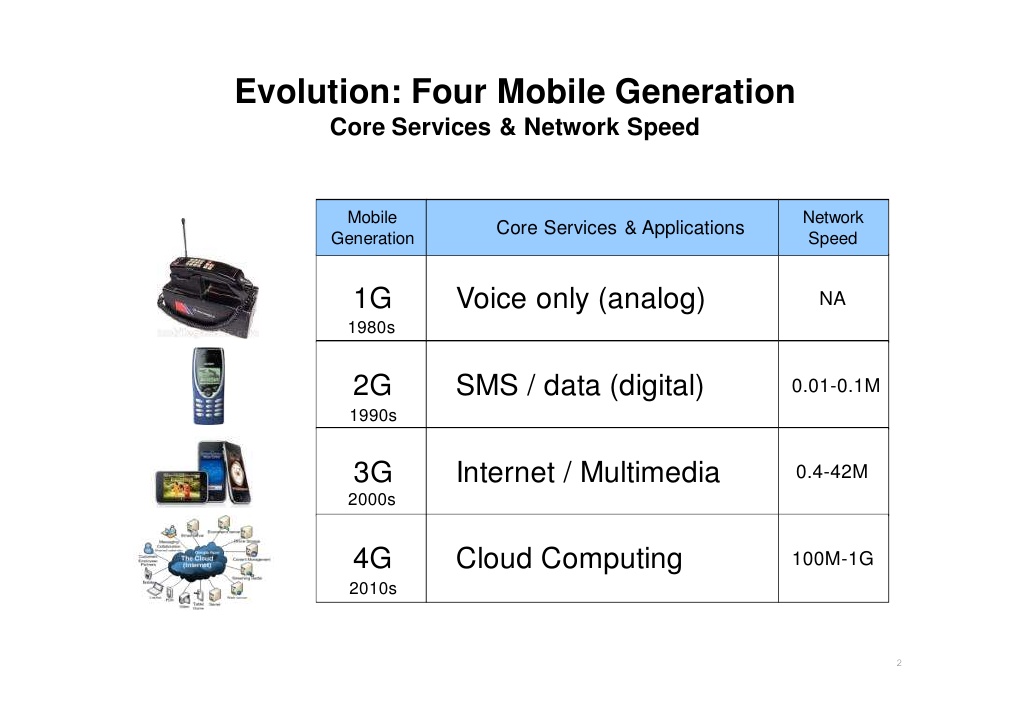 Evolution: Four Mobile Generation
Core Services & Network Speed
Mobile
Generation
Core Services & Applications
Network
Speed
1G
1980s
Voice only (analog)
NA
2G
1990s
SMS / data (digital)
0.01-0.1M
3G
2000s
Internet / Multimedia
0.4-42M
The Cloud
(Internet)
4G
2010s
Cloud Computing
100M-1G
2